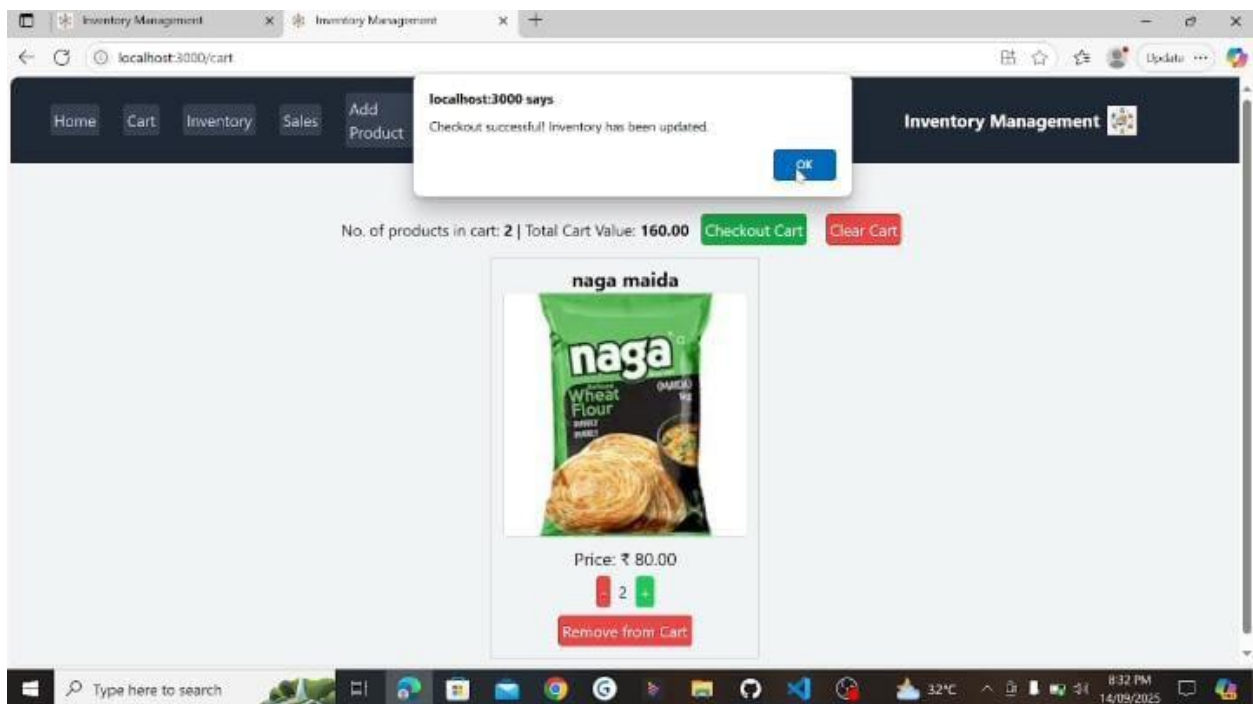 Inventory Management
Inventory Management
localhost:3000/cart
Update
localhost:3000 says
Checkout successful! Inventory has been updated.
OK
Home Cart Inventory Sales Add Product
Inventory Management
No. of products in cart: 2 | Total Cart Value: 160.00 Checkout Cart Clear Cart
naga maida
naga
Wheat
Flour
(MAIDA)
Price: ₹ 80.00
- 2 +
Remove from Cart
Type here to search
32°C
8:32 PM
14/09/2025